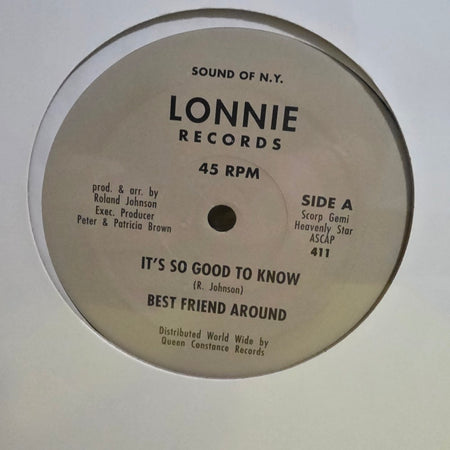 SOUND OF N.Y.
LONNIE
RECORDS
45 RPM
prod. & arr. by
Roland Johnson
Exec. Producer
Peter & Patricia Brown
SIDE A
Scorp Gemi
Heavenly Star
ASCAP
411
IT'S SO GOOD TO KNOW
(R. Johnson)
BEST FRIEND AROUND
Distributed World Wide by
Queen Constance Records